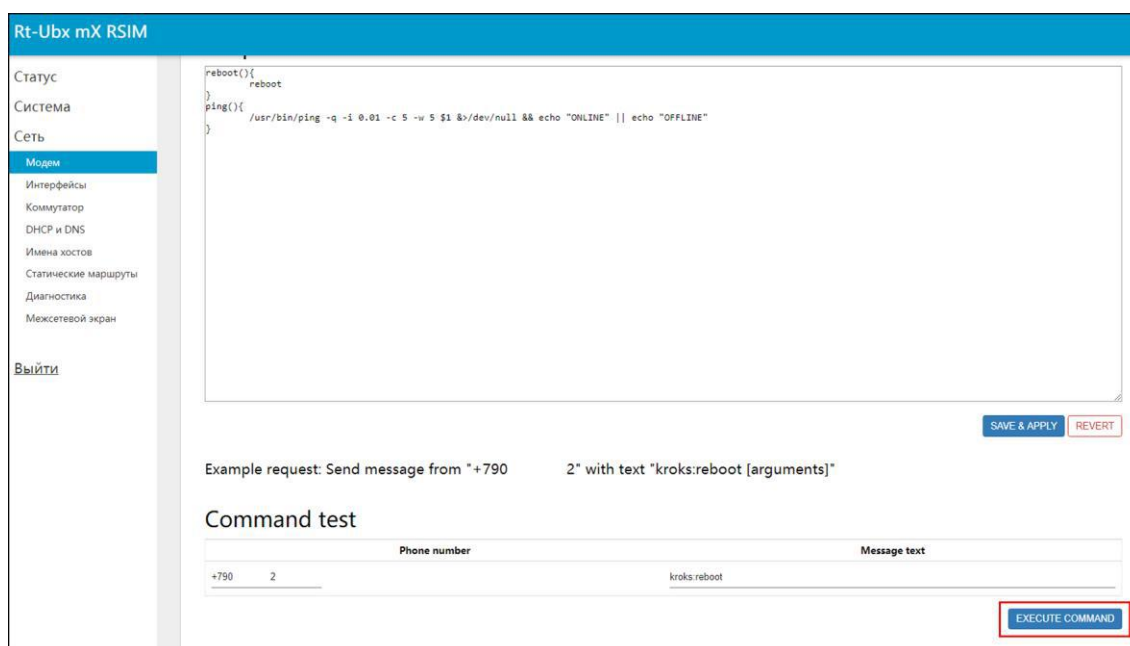 Rt-Ubx mX RSIM
Статус
Система
Сеть
Модем
Интерфейсы
Коммутатор
DHCP и DNS
Имена хостов
Статические маршруты
Диагностика
Межсетевой экран
Выйти
reboot(){
reboot
}
ping(){
/usr/bin/ping -q -i 0.01 -c 5 -w 5 $1 &>/dev/null && echo "ONLINE" || echo "OFFLINE"
}
SAVE & APPLY REVERT
Example request: Send message from "+790 2" with text "kroks:reboot [arguments]"
Command test
Phone number Message text
+790 2 kroks:reboot
EXECUTE COMMAND